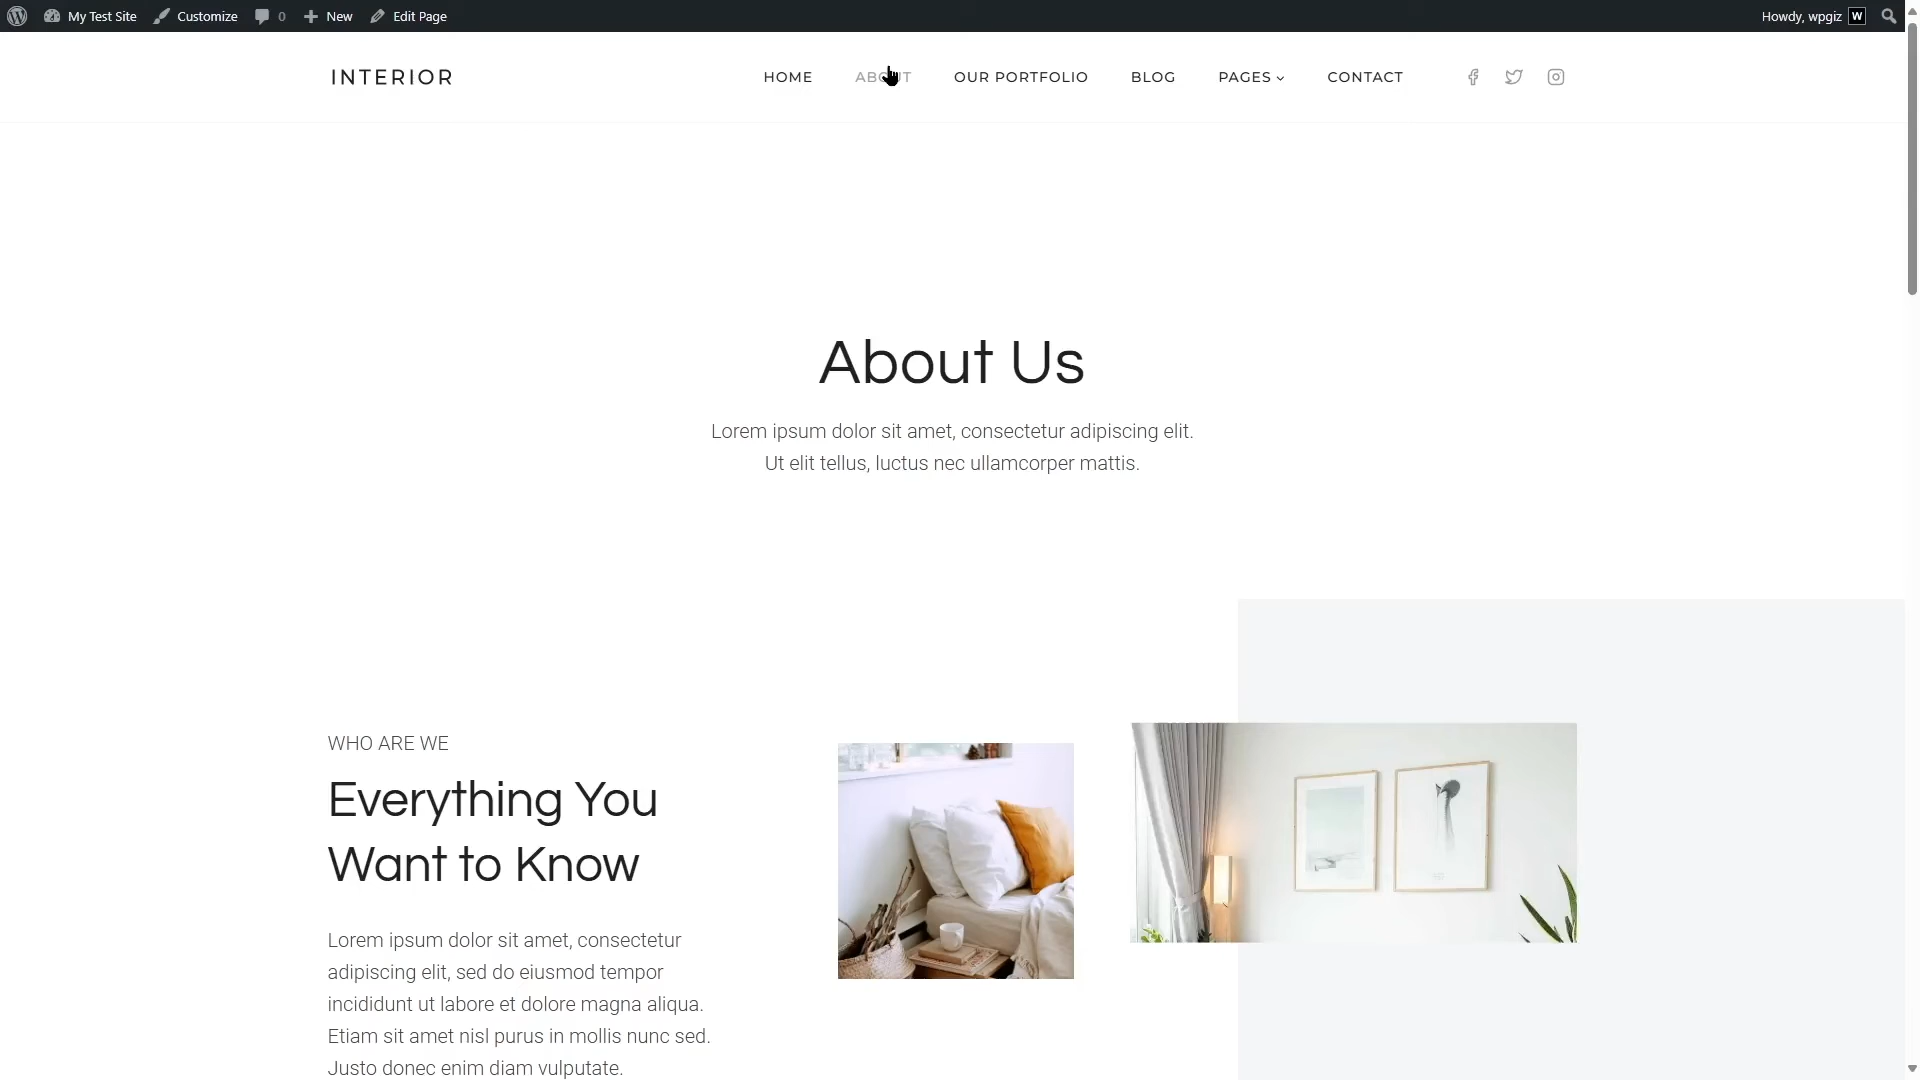 My Test Site Customize 0 New Edit Page Howdy, wpgiz W
INTERIOR HOME ABOUT OUR PORTFOLIO BLOG PAGES CONTACT
About Us
Lorem ipsum dolor sit amet, consectetur adipiscing elit.
Ut elit tellus, luctus nec ullamcorper mattis.
WHO ARE WE
Everything You
Want to Know
Lorem ipsum dolor sit amet, consectetur
adipiscing elit, sed do eiusmod tempor
incididunt ut labore et dolore magna aliqua.
Etiam sit amet nisl purus in mollis nunc sed.
Justo donec enim diam vulputate.